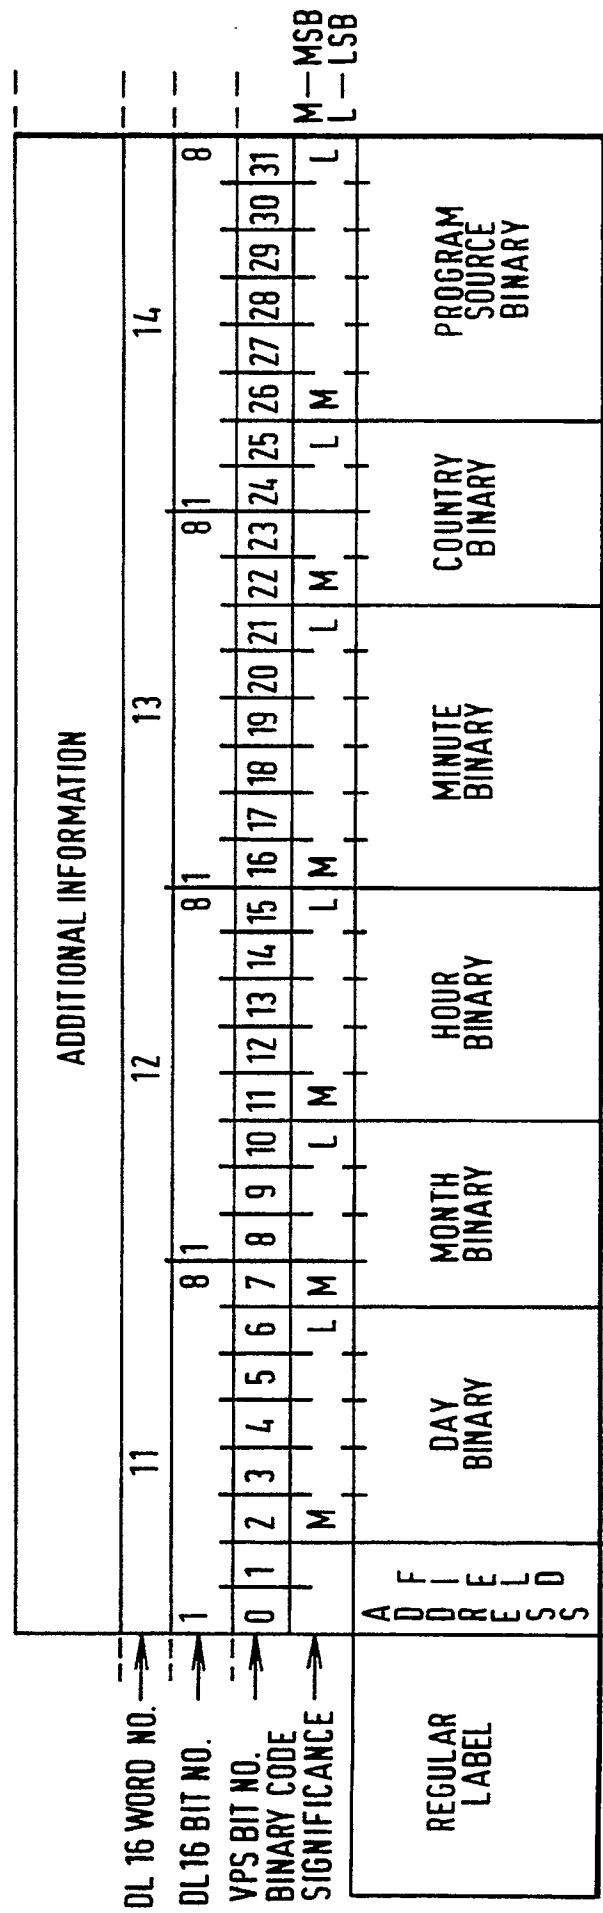 ADDITIONAL INFORMATION
DL 16 WORD NO. 11 12 13 14
DL16 BIT NO. 1 8 1 8 1 8 1 8
VPS BIT NO. 0 1 2 3 4 5 6 7 8 9 10 11 12 13 14 15 16 17 18 19 20 21 22 23 24 25 26 27 28 29 30 31
BINARY CODE
SIGNIFICANCE M L M L M L M L M L M L
M—MSB
L—LSB
REGULAR
LABEL
ADDRESS
FIELD
DAY
BINARY
MONTH
BINARY
HOUR
BINARY
MINUTE
BINARY
COUNTRY
BINARY
PROGRAM
SOURCE
BINARY